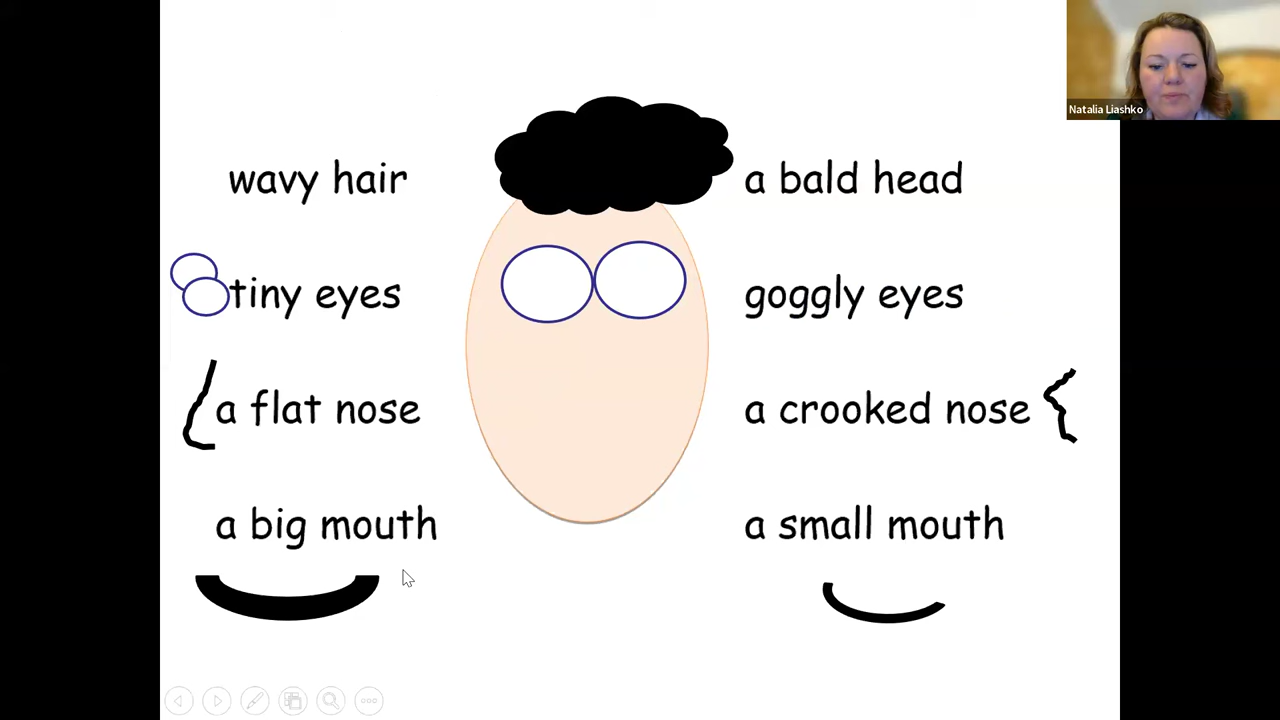 Natalia Liashko
wavy hair
a bald head
tiny eyes
goggly eyes
a flat nose
a crooked nose
a big mouth
a small mouth